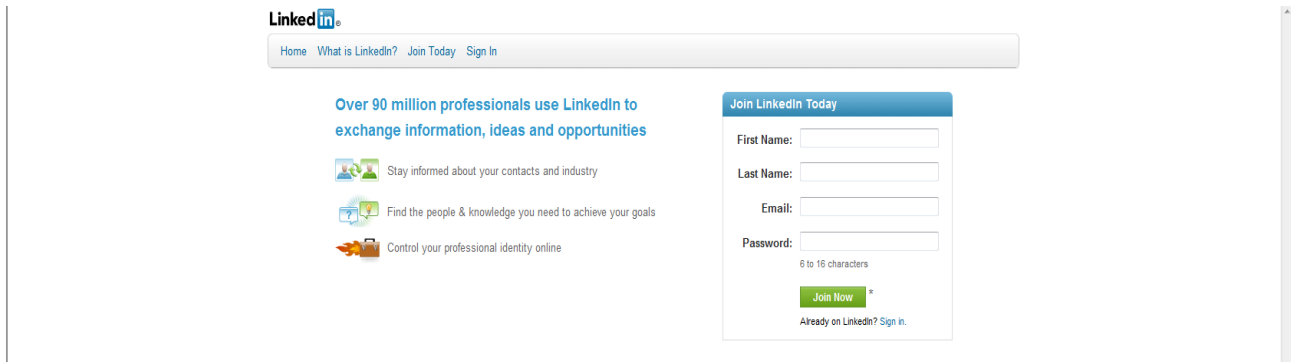 Linked in ®
Home What is LinkedIn? Join Today Sign In
Over 90 million professionals use LinkedIn to
exchange information, ideas and opportunities
Stay informed about your contacts and industry
Find the people & knowledge you need to achieve your goals
Control your professional identity online
Join LinkedIn Today
First Name:
Last Name:
Email:
Password:
6 to 16 characters
Join Now *
Already on LinkedIn? Sign in.